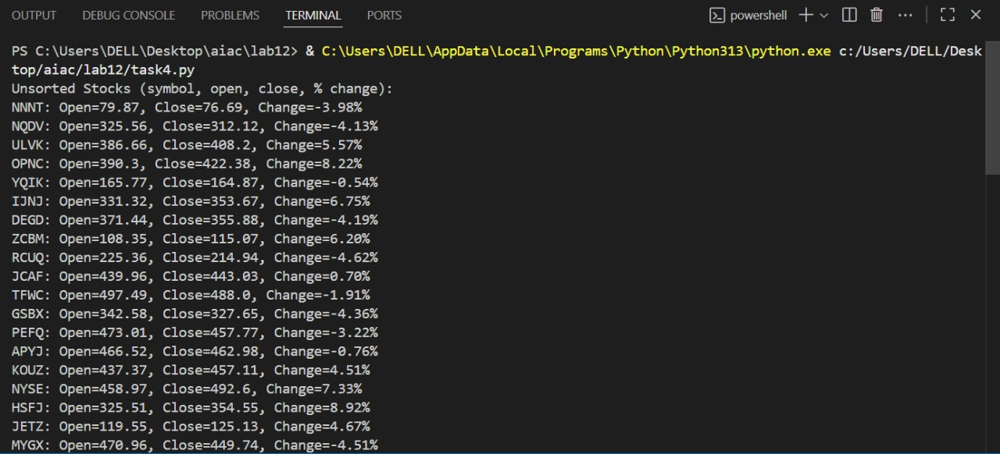 OUTPUT DEBUG CONSOLE PROBLEMS TERMINAL PORTS powershell
PS C:\Users\DELL\Desktop\aiac\lab12> & C:\Users\DELL\AppData\Local\Programs\Python\Python313\python.exe c:/Users/DELL/Desk
top/aiac/lab12/task4.py
Unsorted Stocks (symbol, open, close, % change):
NNNT: Open=79.87, Close=76.69, Change=-3.98%
NQDV: Open=325.56, Close=312.12, Change=-4.13%
ULVK: Open=386.66, Close=408.2, Change=5.57%
OPNC: Open=390.3, Close=422.38, Change=8.22%
YQIK: Open=165.77, Close=164.87, Change=-0.54%
IJNJ: Open=331.32, Close=353.67, Change=6.75%
DEGD: Open=371.44, Close=355.88, Change=-4.19%
ZCBM: Open=108.35, Close=115.07, Change=6.20%
RCUQ: Open=225.36, Close=214.94, Change=-4.62%
JCAF: Open=439.96, Close=443.03, Change=0.70%
TFWC: Open=497.49, Close=488.0, Change=-1.91%
GSBX: Open=342.58, Close=327.65, Change=-4.36%
PEFQ: Open=473.01, Close=457.77, Change=-3.22%
APYJ: Open=466.52, Close=462.98, Change=-0.76%
KOUZ: Open=437.37, Close=457.11, Change=4.51%
NYSE: Open=458.97, Close=492.6, Change=7.33%
HSFJ: Open=325.51, Close=354.55, Change=8.92%
JETZ: Open=119.55, Close=125.13, Change=4.67%
MYGX: Open=470.96, Close=449.74, Change=-4.51%